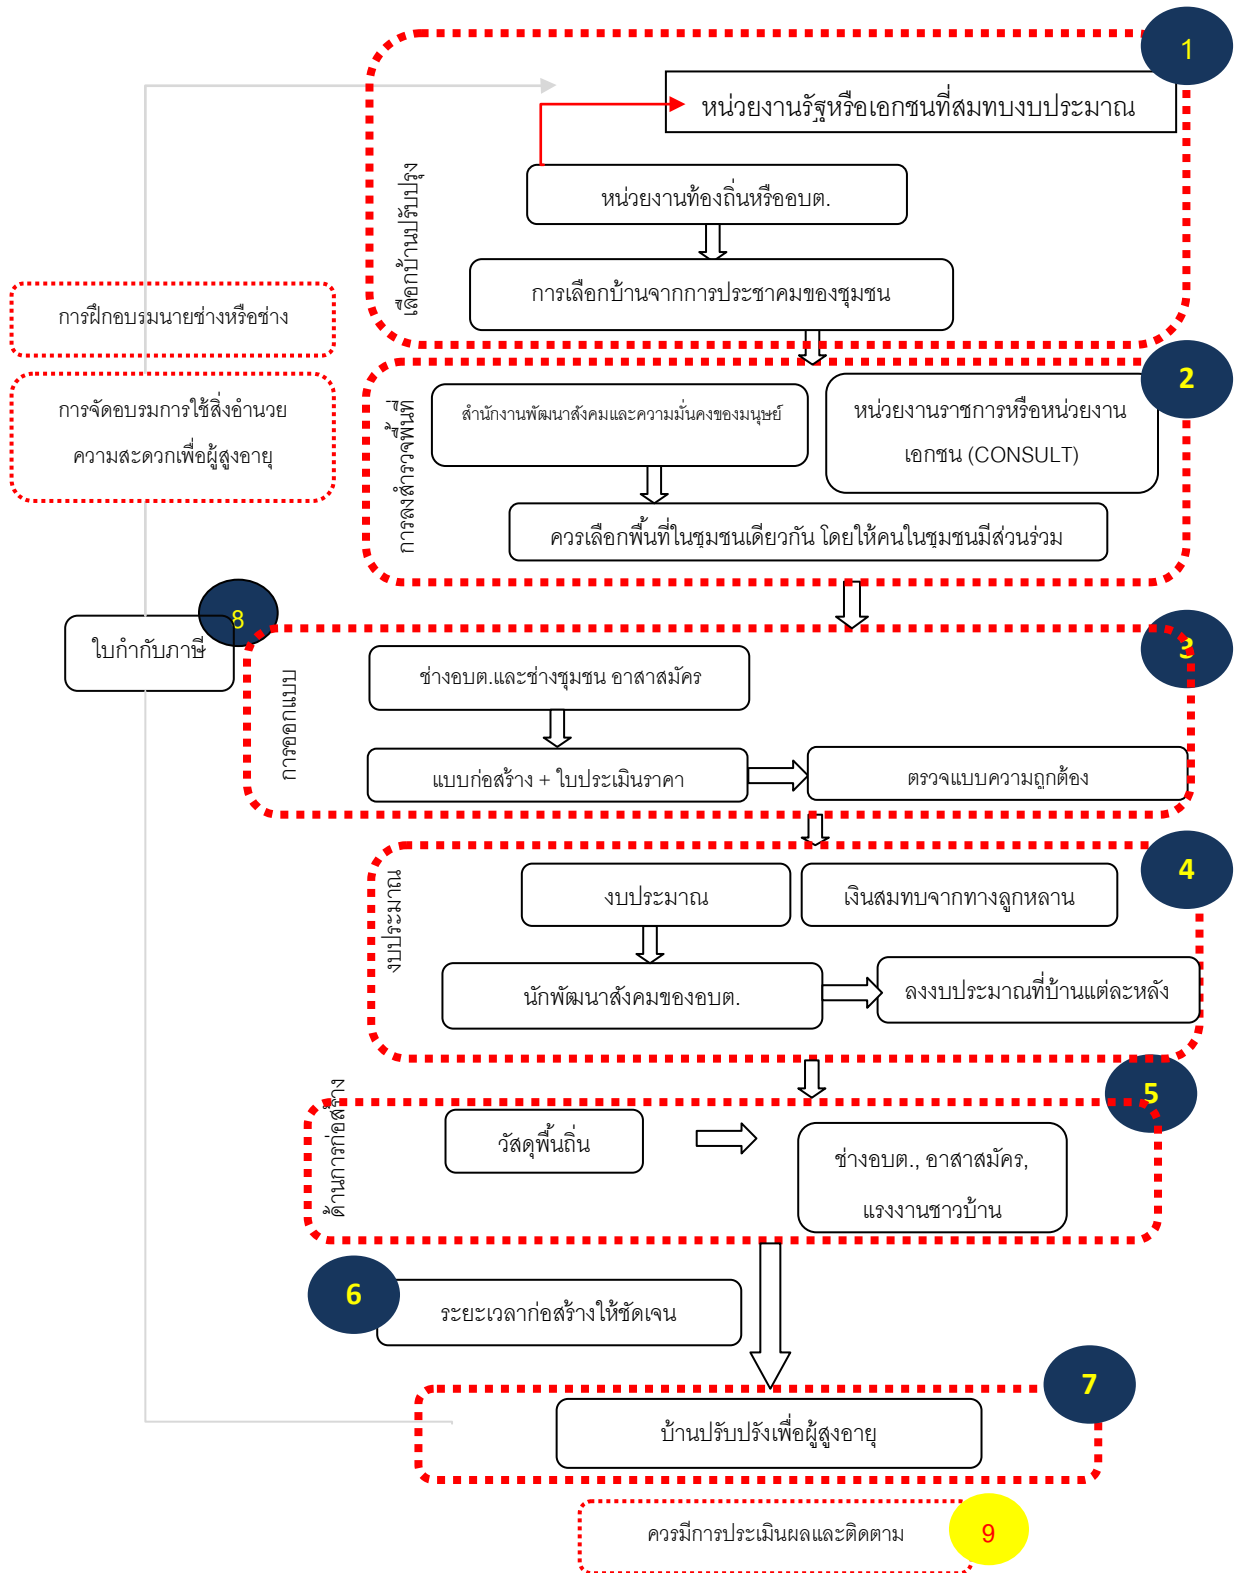 1
หน่วยงานรัฐหรือเอกชนที่สมทบงบประมาณ
เลือกบ้านปรับปรุง
หน่วยงานท้องถิ่นหรืออบต.
การเลือกบ้านจากการประชาคมของชุมชน
การฝึกอบรมนายช่างหรือช่าง
การจัดอบรมการใช้สิ่งอำนวย
ความสะดวกเพื่อผู้สูงอายุ
2
การลงสำรวจพื้นที่
สำนักงานพัฒนาสังคมและความมั่นคงของมนุษย์
หน่วยงานราชการหรือหน่วยงาน
เอกชน (CONSULT)
ควรเลือกพื้นที่ในชุมชนเดียวกัน โดยให้คนในชุมชนมีส่วนร่วม
8
ใบกำกับภาษี
3
การออกแบบ
ช่างอบต.และช่างชุมชน อาสาสมัคร
แบบก่อสร้าง + ใบประเมินราคา
ตรวจแบบความถูกต้อง
4
งบประมาณ
งบประมาณ
เงินสมทบจากทางลูกหลาน
นักพัฒนาสังคมของอบต.
ลงงบประมาณที่บ้านแต่ละหลัง
5
ด้านการก่อสร้าง
วัสดุพื้นถิ่น
ช่างอบต., อาสาสมัคร,
แรงงานชาวบ้าน
6
ระยะเวลาก่อสร้างให้ชัดเจน
7
บ้านปรับปรังเพื่อผู้สูงอายุ
ควรมีการประเมินผลและติดตาม
9